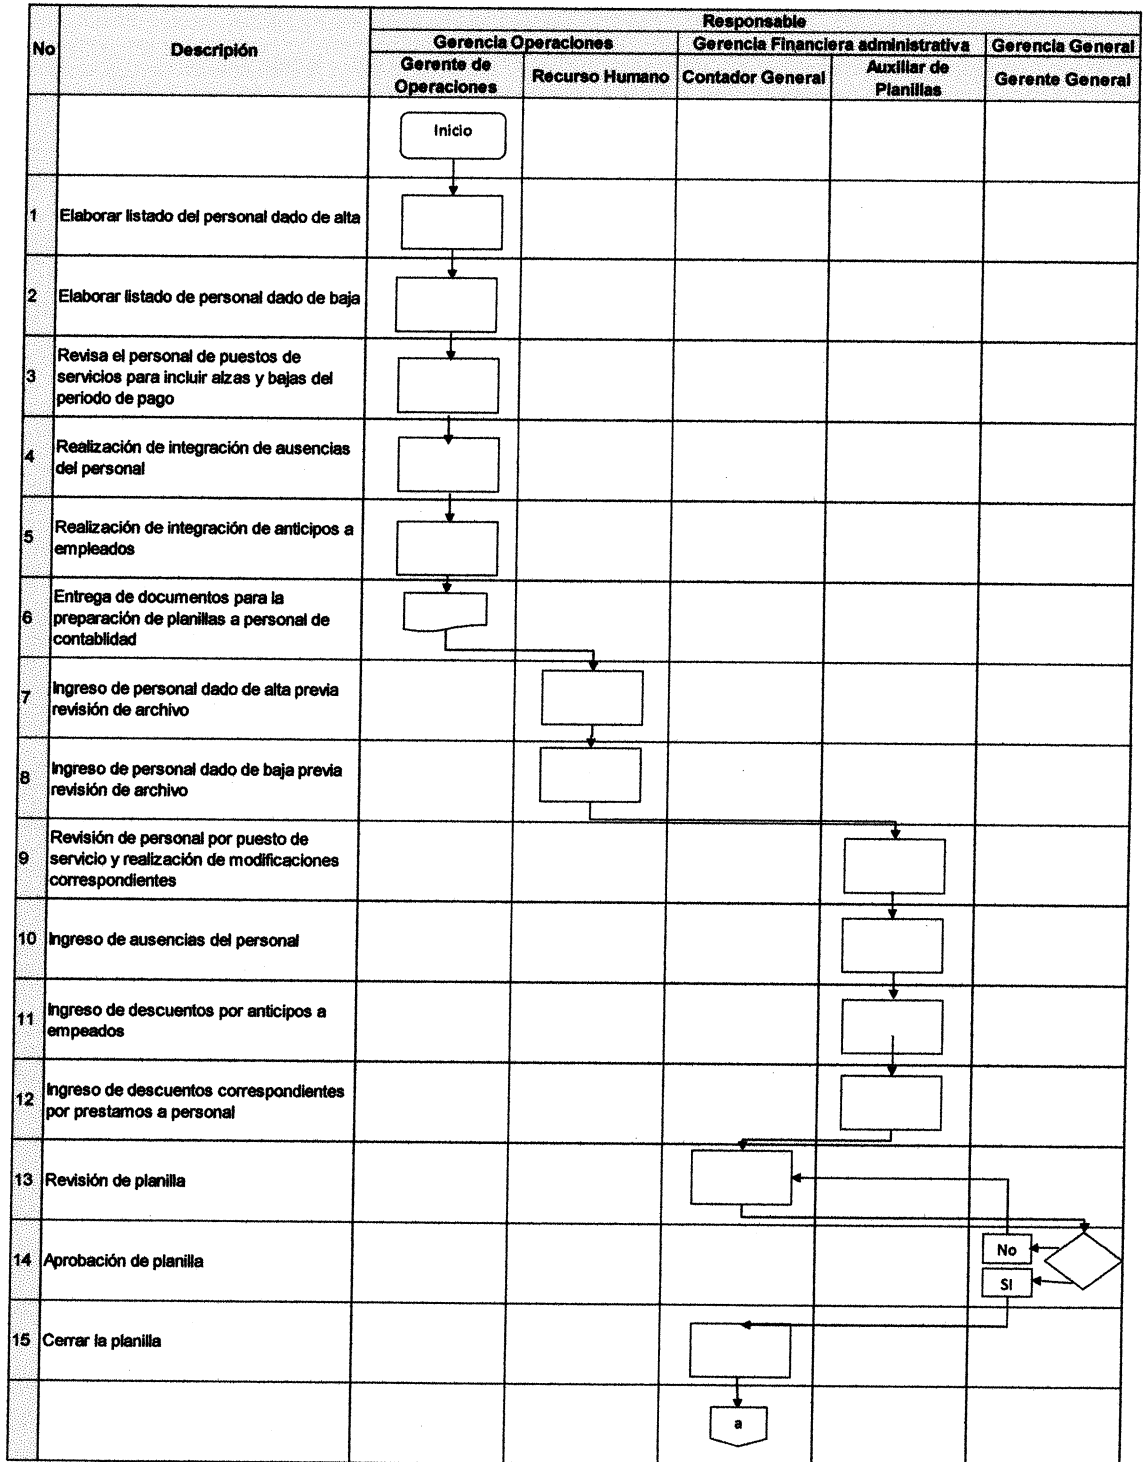 Responsable
No
Descripión
Gerencia Operaciones
Gerencia Financiera administrativa
Gerencia General
Gerente de
Operaciones
Recurso Humano
Contador General
Auxiliar de
Planillas
Gerente General
Inicio
1
Elaborar listado del personal dado de alta
2
Elaborar listado de personal dado de baja
3
Revisa el personal de puestos de
servicios para incluir alzas y bajas del
periodo de pago
4
Realización de integración de ausencias
del personal
5
Realización de integración de anticipos a
empleados
6
Entrega de documentos para la
preparación de planillas a personal de
contablidad
7
Ingreso de personal dado de alta previa
revisión de archivo
8
Ingreso de personal dado de baja previa
revisión de archivo
9
Revisión de personal por puesto de
servicio y realización de modificaciones
correspondientes
10
Ingreso de ausencias del personal
11
Ingreso de descuentos por anticipos a
empeados
12
Ingreso de descuentos correspondientes
por prestamos a personal
13
Revisión de planilla
14
Aprobación de planilla
No
SI
15
Cerrar la planilla
a